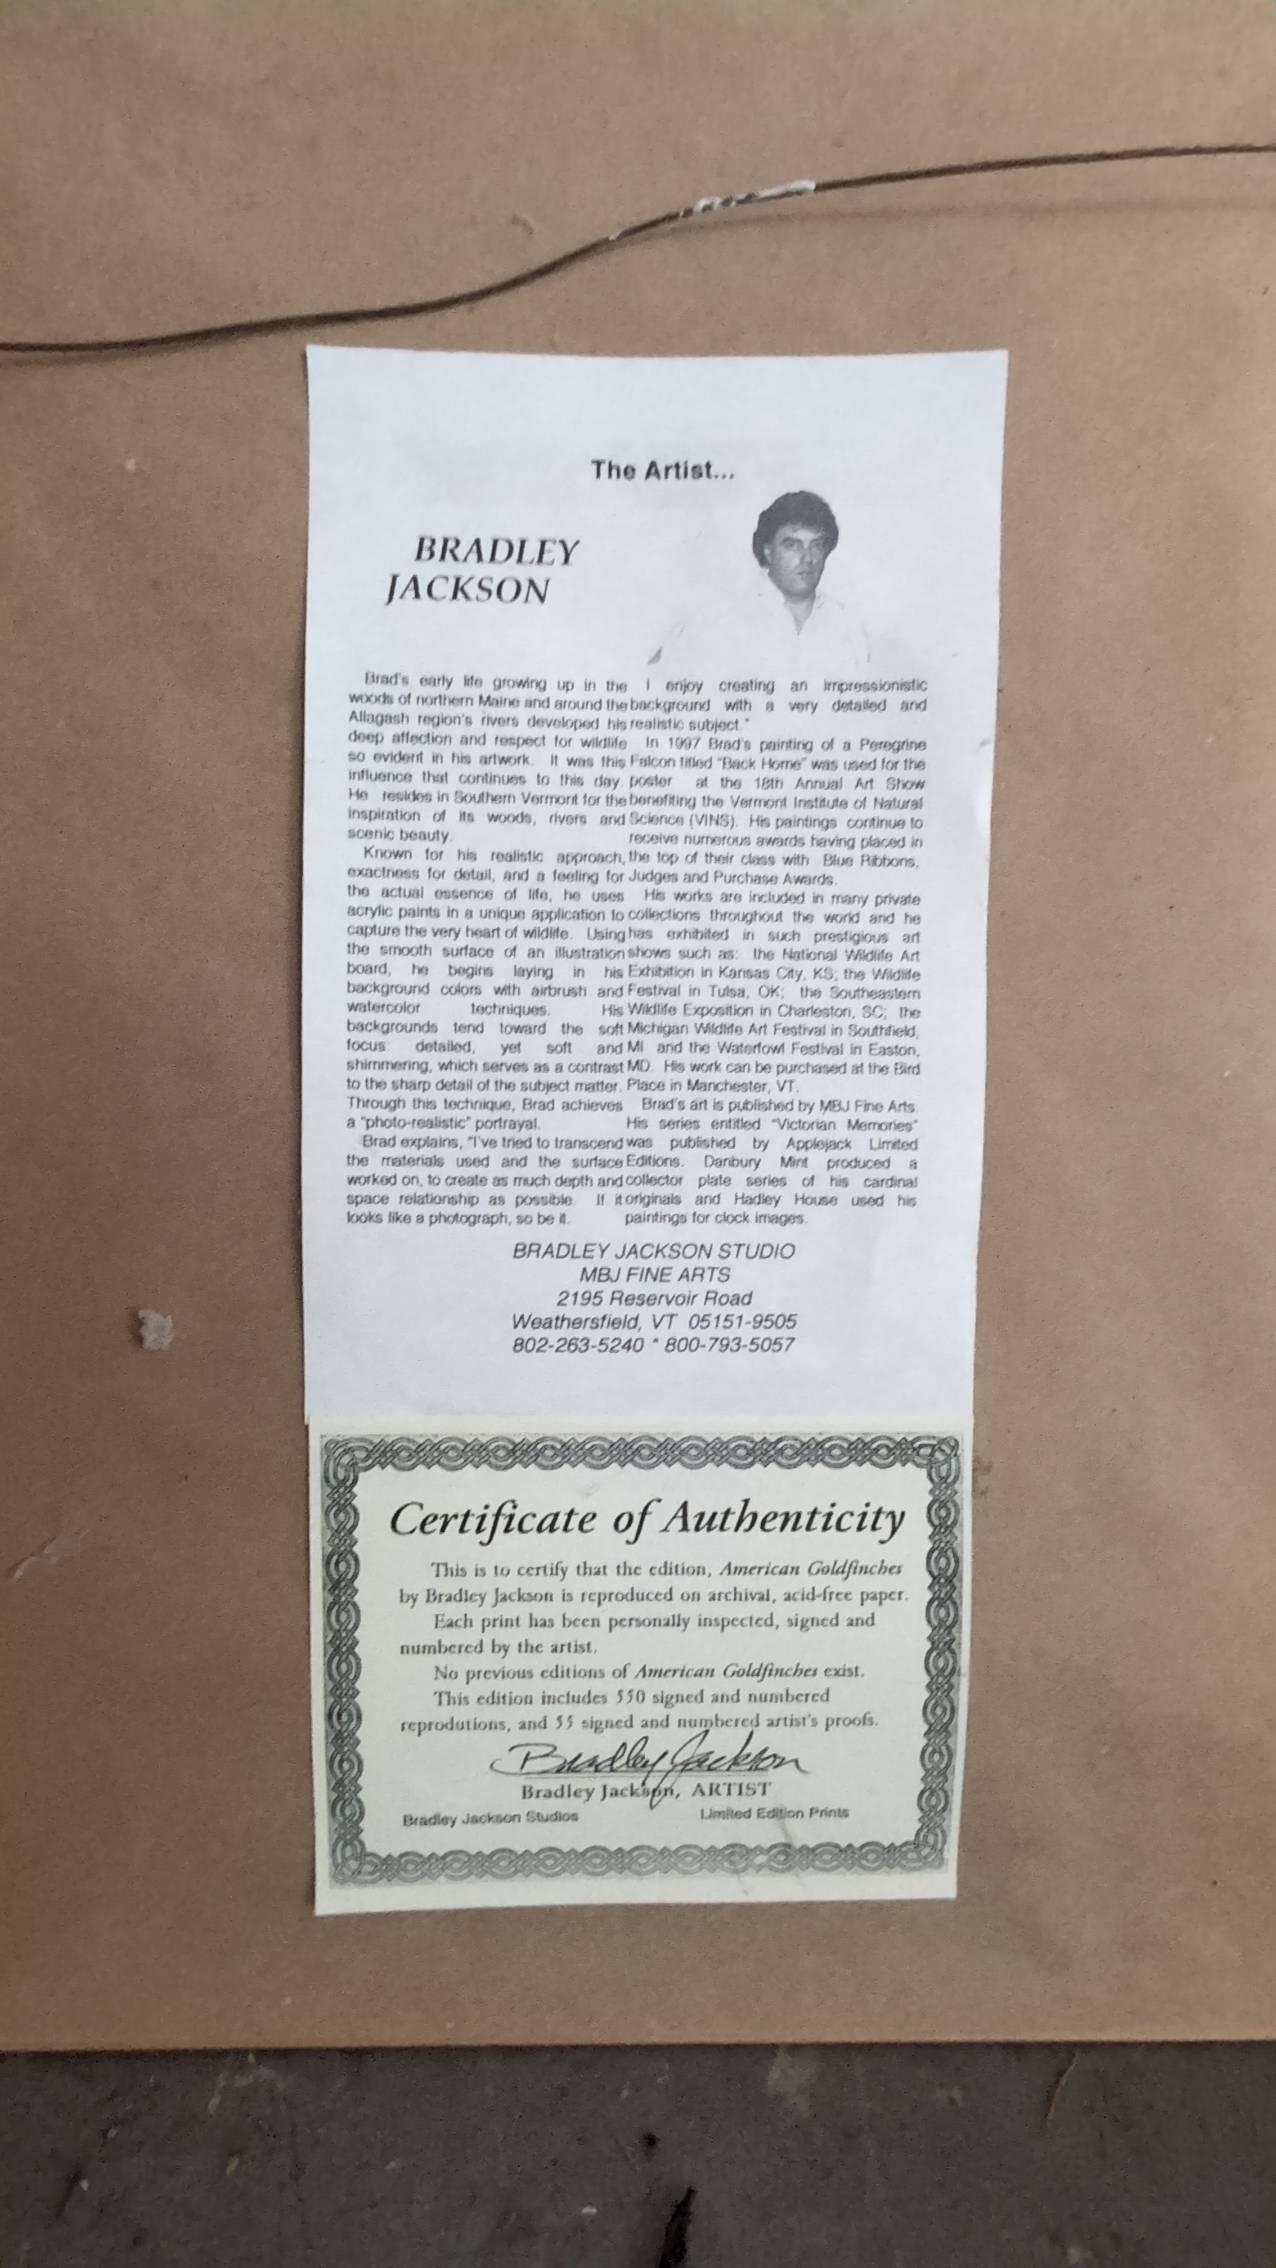 The Artist...
BRADLEY
JACKSON
Brad's early life growing up in the
woods of northern Maine and around the
Allagash region's rivers developed his
deep affection and respect for wildlife
so evident in his artwork. It was this
influence that continues to this day.
He resides in Southern Vermont for the
inspiration of its woods, rivers and
scenic beauty.
Known for his realistic approach,
exactness for detail, and a feeling for
the actual essence of life, he uses
acrylic paints in a unique application to
capture the very heart of wildlife. Using
the smooth surface of an illustration
board, he begins laying in his
background colors with airbrush and
watercolor techniques. His
backgrounds tend toward the soft
focus: detailed, yet soft and
shimmering, which serves as a contrast
to the sharp detail of the subject matter.
Through this technique, Brad achieves
a "photo-realistic" portrayal.
Brad explains, "I've tried to transcend
the materials used and the surface
worked on, to create as much depth and
space relationship as possible. If it
looks like a photograph, so be it.
I enjoy creating an impressionistic
background with a very detailed and
realistic subject."
In 1997 Brad's painting of a Peregrine
Falcon titled "Back Home" was used for the
poster at the 18th Annual Art Show
benefiting the Vermont Institute of Natural
Science (VINS). His paintings continue to
receive numerous awards having placed in
the top of their class with Blue Ribbons,
Judges and Purchase Awards.
His works are included in many private
collections throughout the world and he
has exhibited in such prestigious art
shows such as: the National Wildlife Art
Exhibition in Kansas City, KS; the Wildlife
Festival in Tulsa, OK; the Southeastern
Wildlife Exposition in Charleston, SC; the
Michigan Wildlife Art Festival in Southfield,
MI and the Waterfowl Festival in Easton,
MD. His work can be purchased at the Bird
Place in Manchester, VT.
Brad's art is published by MBJ Fine Arts.
His series entitled "Victorian Memories"
was published by Applejack Limited
Editions. Danbury Mint produced a
collector plate series of his cardinal
originals and Hadley House used his
paintings for clock images.
BRADLEY JACKSON STUDIO
MBJ FINE ARTS
2195 Reservoir Road
Weathersfield, VT 05151-9505
802-263-5240 * 800-793-5057
Certificate of Authenticity
This is to certify that the edition, American Goldfinches
by Bradley Jackson is reproduced on archival, acid-free paper.
Each print has been personally inspected, signed and
numbered by the artist.
No previous editions of American Goldfinches exist.
This edition includes 550 signed and numbered
reprodutions, and 55 signed and numbered artist's proofs.
Bradley Jackson
Bradley Jackson, ARTIST
Bradley Jackson Studios
Limited Edition Prints